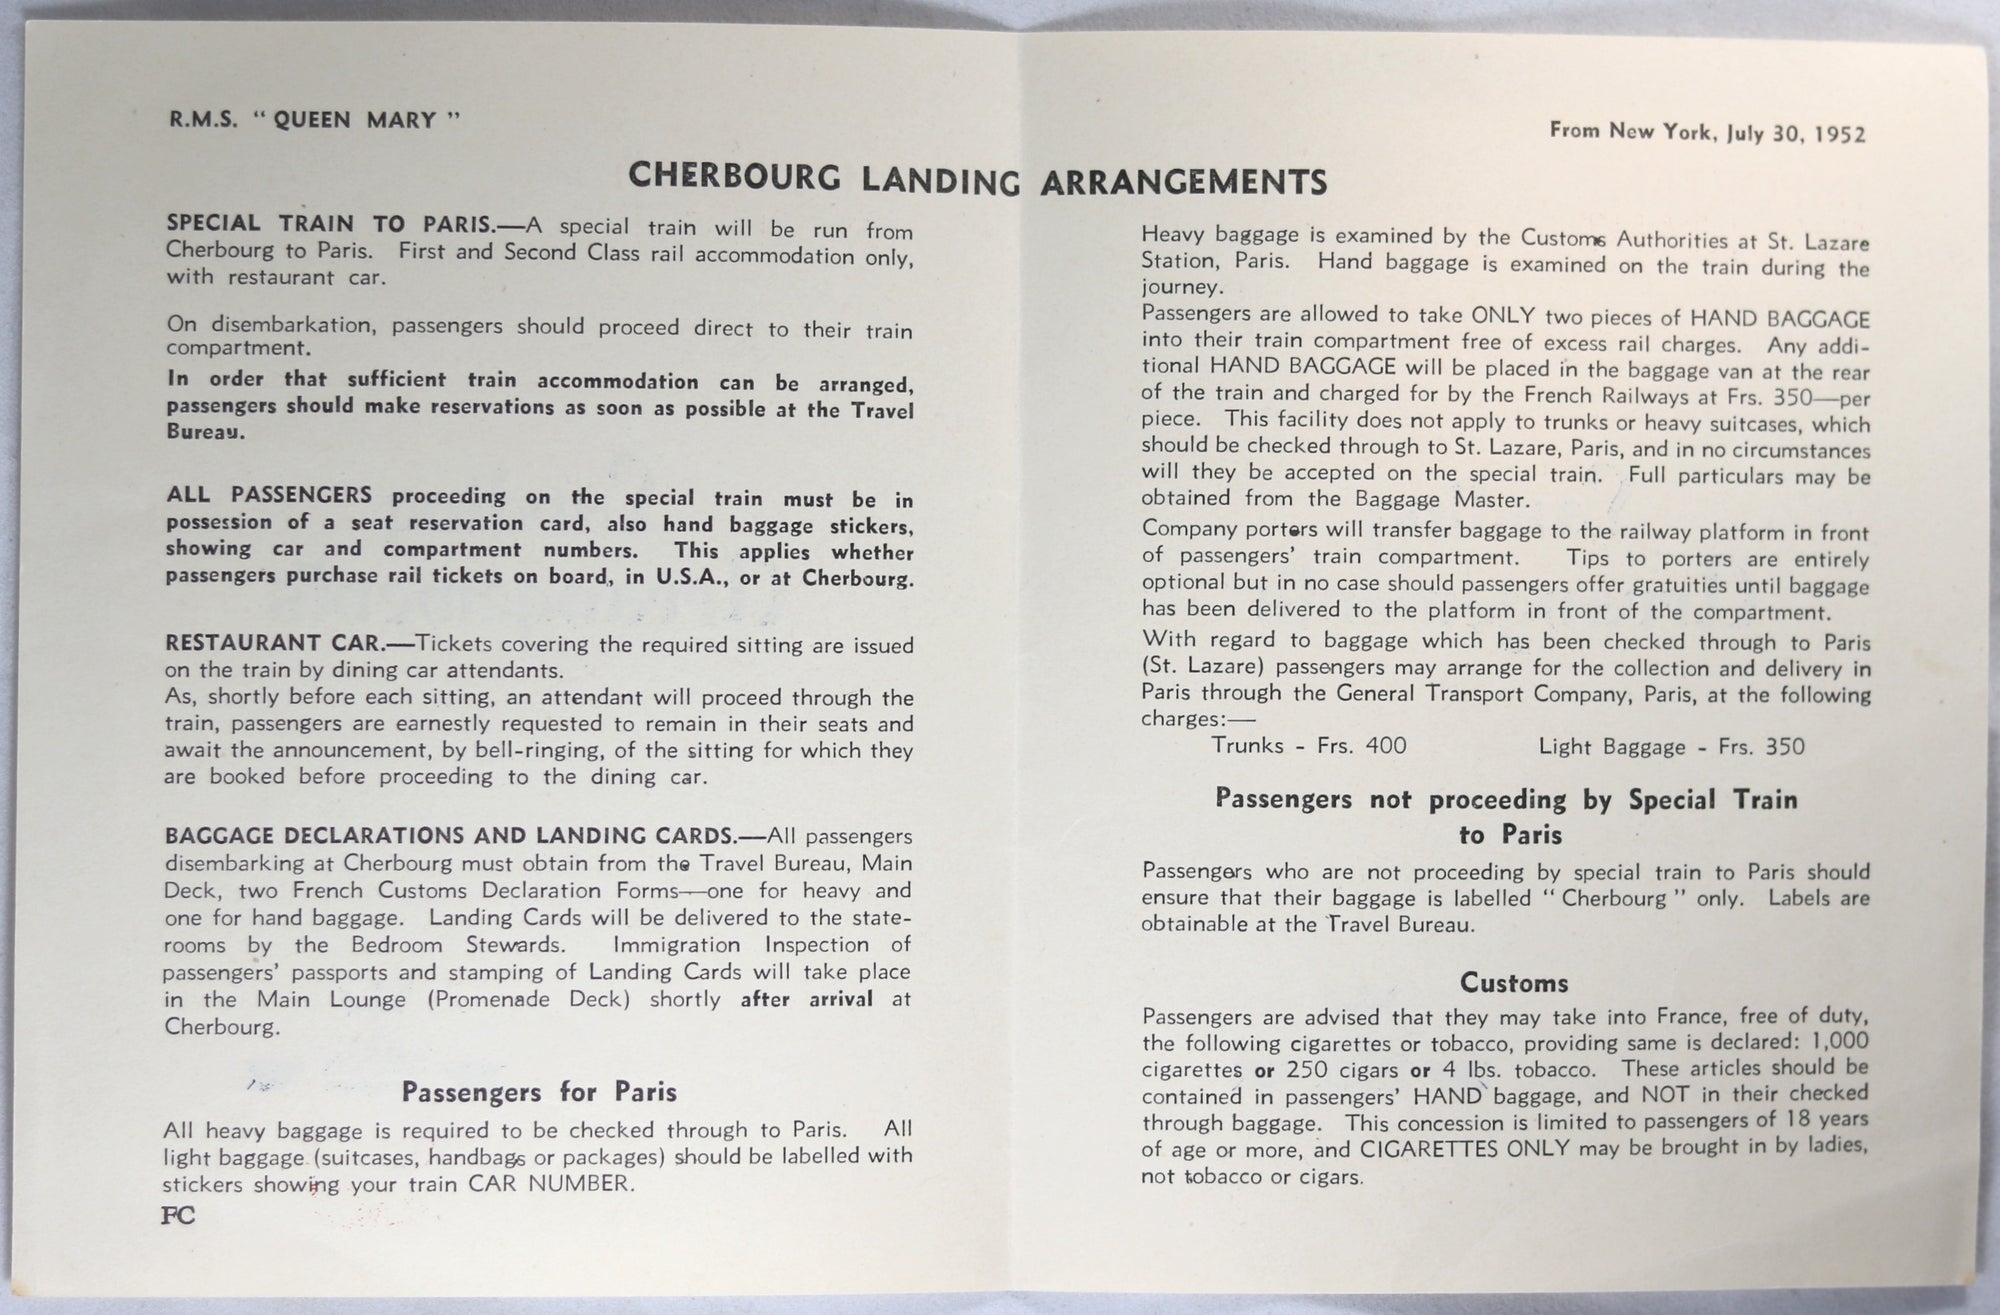 R.M.S. “ QUEEN MARY ”
From New York, July 30, 1952
CHERBOURG LANDING ARRANGEMENTS
SPECIAL TRAIN TO PARIS.—A special train will be run from
Cherbourg to Paris. First and Second Class rail accommodation only,
with restaurant car.
On disembarkation, passengers should proceed direct to their train
compartment.
In order that sufficient train accommodation can be arranged,
passengers should make reservations as soon as possible at the Travel
Bureau.
ALL PASSENGERS proceeding on the special train must be in
possession of a seat reservation card, also hand baggage stickers,
showing car and compartment numbers. This applies whether
passengers purchase rail tickets on board, in U.S.A., or at Cherbourg.
RESTAURANT CAR.—Tickets covering the required sitting are issued
on the train by dining car attendants.
As, shortly before each sitting, an attendant will proceed through the
train, passengers are earnestly requested to remain in their seats and
await the announcement, by bell-ringing, of the sitting for which they
are booked before proceeding to the dining car.
BAGGAGE DECLARATIONS AND LANDING CARDS.—All passengers
disembarking at Cherbourg must obtain from the Travel Bureau, Main
Deck, two French Customs Declaration Forms—one for heavy and
one for hand baggage. Landing Cards will be delivered to the state-
rooms by the Bedroom Stewards. Immigration Inspection of
passengers’ passports and stamping of Landing Cards will take place
in the Main Lounge (Promenade Deck) shortly after arrival at
Cherbourg.
Passengers for Paris
All heavy baggage is required to be checked through to Paris. All
light baggage (suitcases, handbags or packages) should be labelled with
stickers showing your train CAR NUMBER.
FC
Heavy baggage is examined by the Customs Authorities at St. Lazare
Station, Paris. Hand baggage is examined on the train during the
journey.
Passengers are allowed to take ONLY two pieces of HAND BAGGAGE
into their train compartment free of excess rail charges. Any addi-
tional HAND BAGGAGE will be placed in the baggage van at the rear
of the train and charged for by the French Railways at Frs. 350—per
piece. This facility does not apply to trunks or heavy suitcases, which
should be checked through to St. Lazare, Paris, and in no circumstances
will they be accepted on the special train. Full particulars may be
obtained from the Baggage Master.
Company porters will transfer baggage to the railway platform in front
of passengers’ train compartment. Tips to porters are entirely
optional but in no case should passengers offer gratuities until baggage
has been delivered to the platform in front of the compartment.
With regard to baggage which has been checked through to Paris
(St. Lazare) passengers may arrange for the collection and delivery in
Paris through the General Transport Company, Paris, at the following
charges:—
Trunks - Frs. 400 Light Baggage - Frs. 350
Passengers not proceeding by Special Train
to Paris
Passengers who are not proceeding by special train to Paris should
ensure that their baggage is labelled “ Cherbourg ” only. Labels are
obtainable at the Travel Bureau.
Customs
Passengers are advised that they may take into France, free of duty,
the following cigarettes or tobacco, providing same is declared: 1,000
cigarettes or 250 cigars or 4 lbs. tobacco. These articles should be
contained in passengers’ HAND baggage, and NOT in their checked
through baggage. This concession is limited to passengers of 18 years
of age or more, and CIGARETTES ONLY may be brought in by ladies,
not tobacco or cigars.